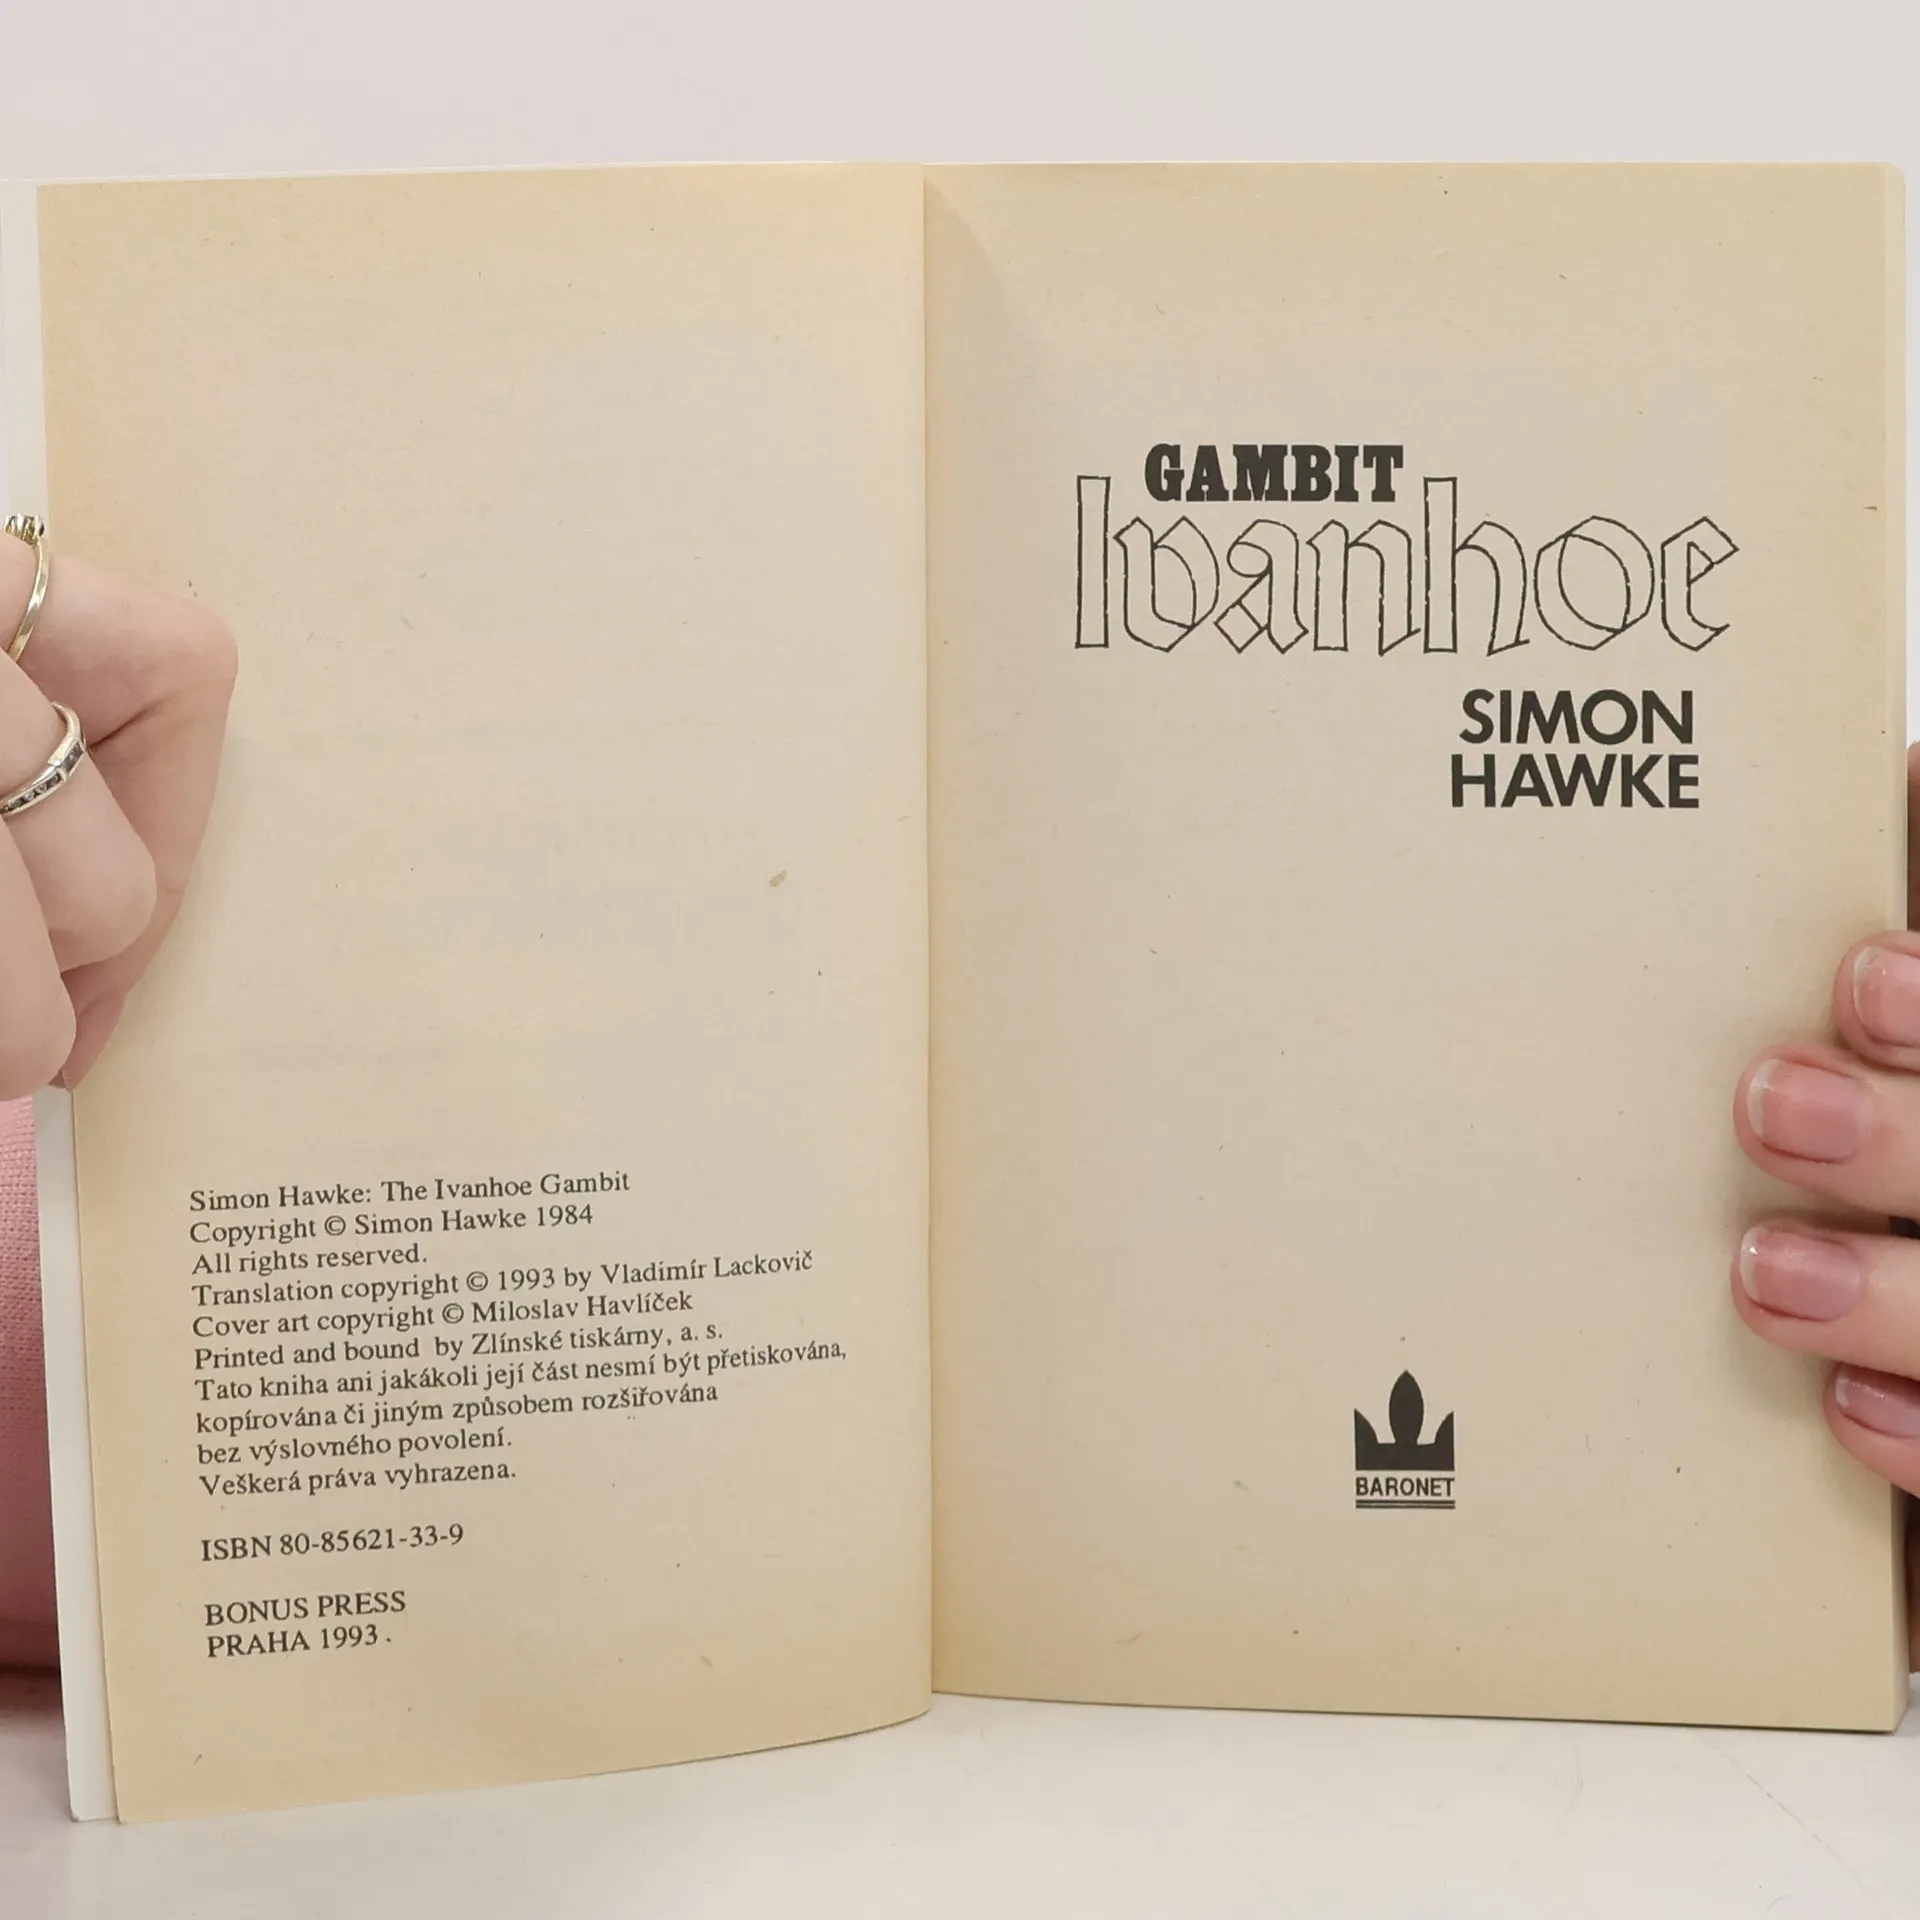 Simon Hawke: The Ivanhoe Gambit
Copyright © Simon Hawke 1984
All rights reserved.
Translation copyright © 1993 by Vladimír Lackovič
Cover art copyright © Miloslav Havlíček
Printed and bound by Zlínské tiskárny, a. s.
Tato kniha ani jakákoli její část nesmí být přetiskována,
kopírována či jiným způsobem rozšiřována
bez výslovného povolení.
Veškerá práva vyhrazena.
ISBN 80-85621-33-9
BONUS PRESS
PRAHA 1993.
GAMBIT
Ivanhoe
SIMON
HAWKE
BARONET